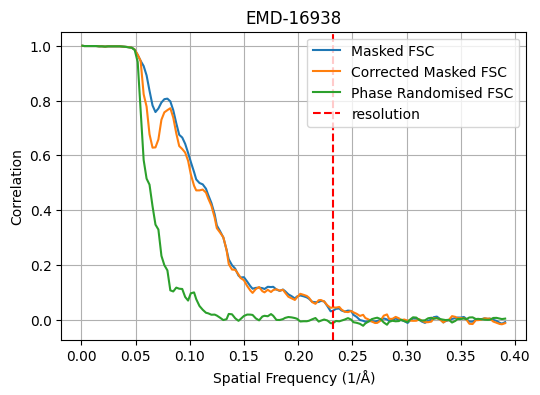 EMD-16938
Masked FSC
Corrected Masked FSC
Phase Randomised FSC
resolution
Correlation
1.0
0.8
0.6
0.4
0.2
0.0
0.00 0.05 0.10 0.15 0.20 0.25 0.30 0.35 0.40
Spatial Frequency (1/Å)